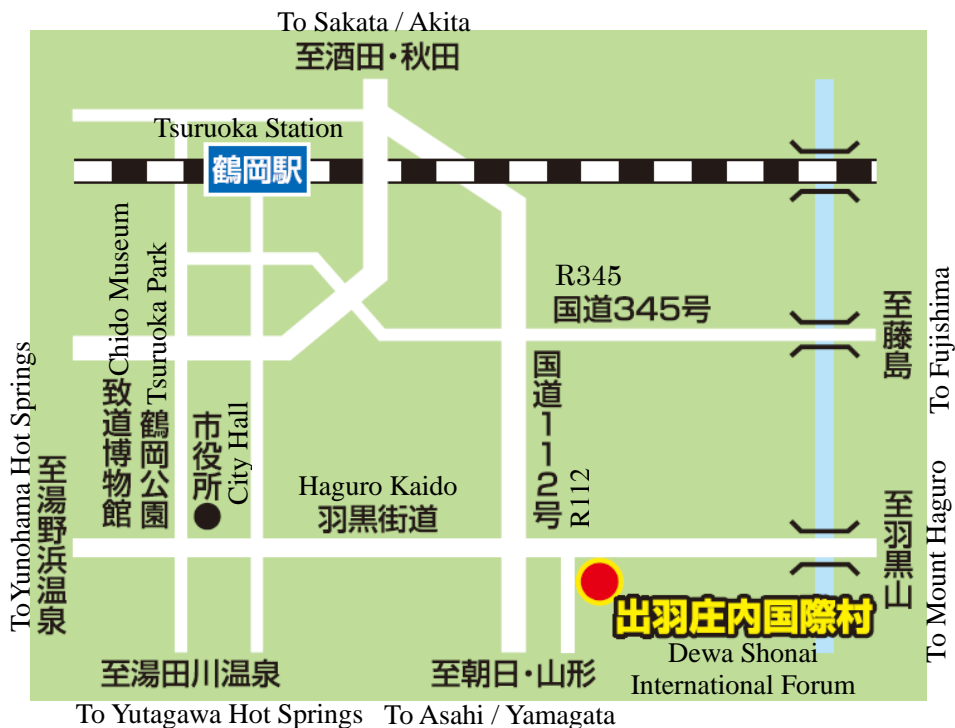 To Sakata / Akita
至酒田・秋田
Tsuruoka Station
鶴岡駅
R345
国道345号
Chido Museum
致道博物館
Tsuruoka Park
鶴岡公園
市役所
City Hall
国道112号
R112
至藤島
To Fujishima
To Yunohama Hot Springs
至湯野浜温泉
Haguro Kaido
羽黒街道
至羽黒山
To Mount Haguro
出羽庄内国際村
Dewa Shonai
International Forum
至湯田川温泉
To Yutagawa Hot Springs
至朝日・山形
To Asahi / Yamagata